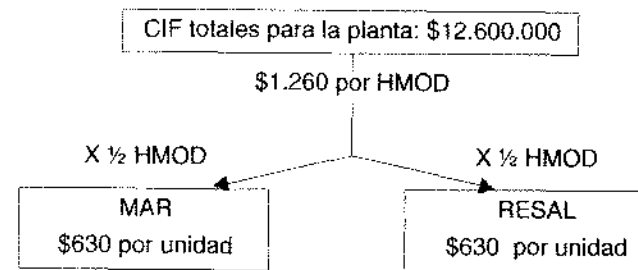 CIF totales para la planta: $12.600.000
$1.260 por HMOD
X ½ HMOD
X ½ HMOD
MAR
$630 por unidad
RESAL
$630 por unidad